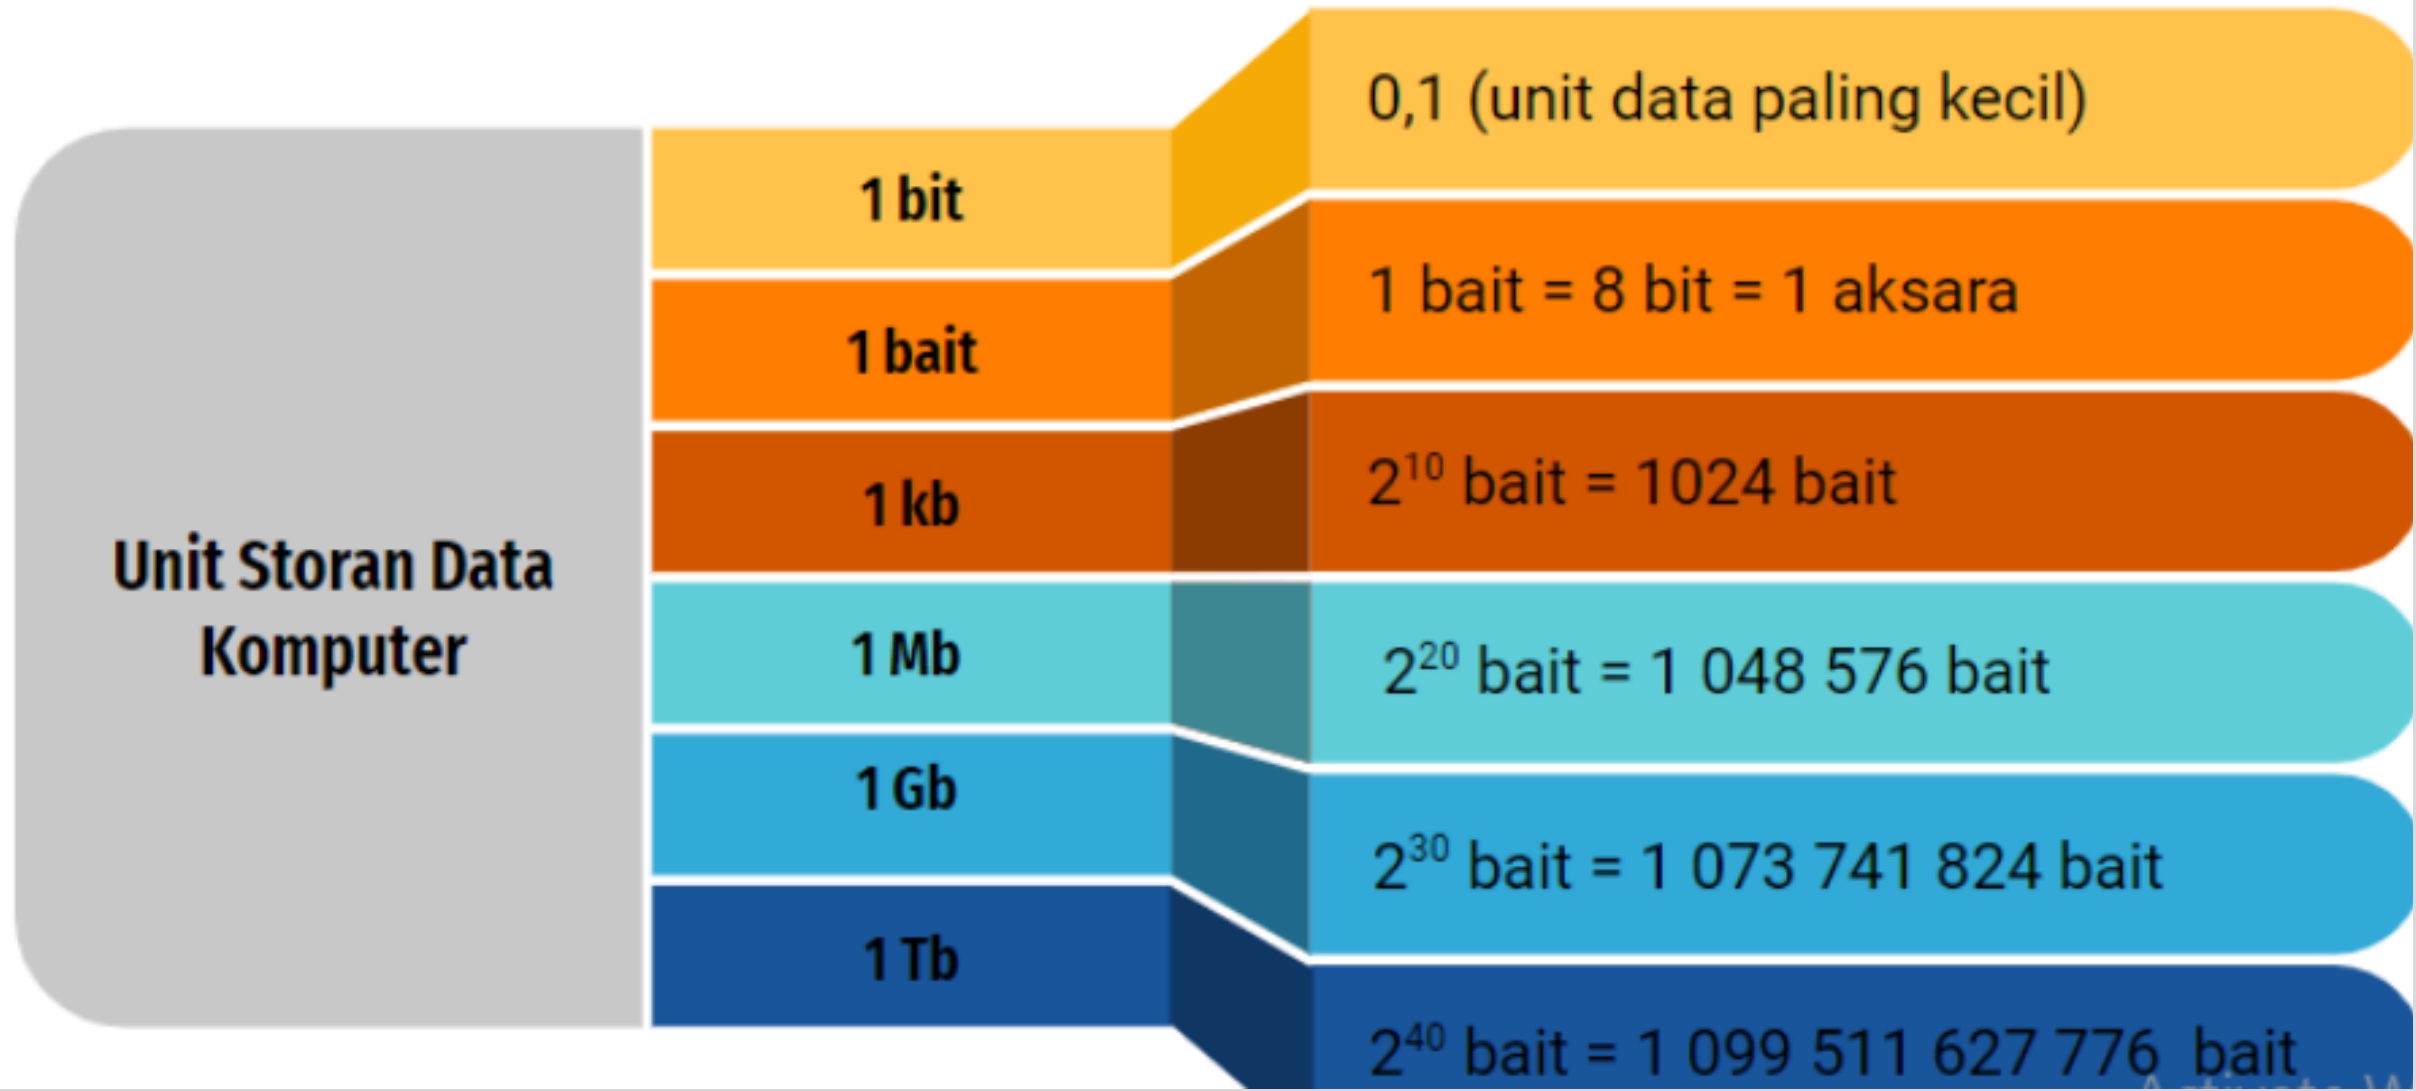 0,1 (unit data paling kecil)
1 bit
1 bait = 8 bit = 1 aksara
1 bait
2¹⁰ bait = 1024 bait
1 kb
Unit Storan Data
Komputer
2²⁰ bait = 1 048 576 bait
1 Mb
2³⁰ bait = 1 073 741 824 bait
1 Gb
2⁴⁰ bait = 1 099 511 627 776 bait
1 Tb